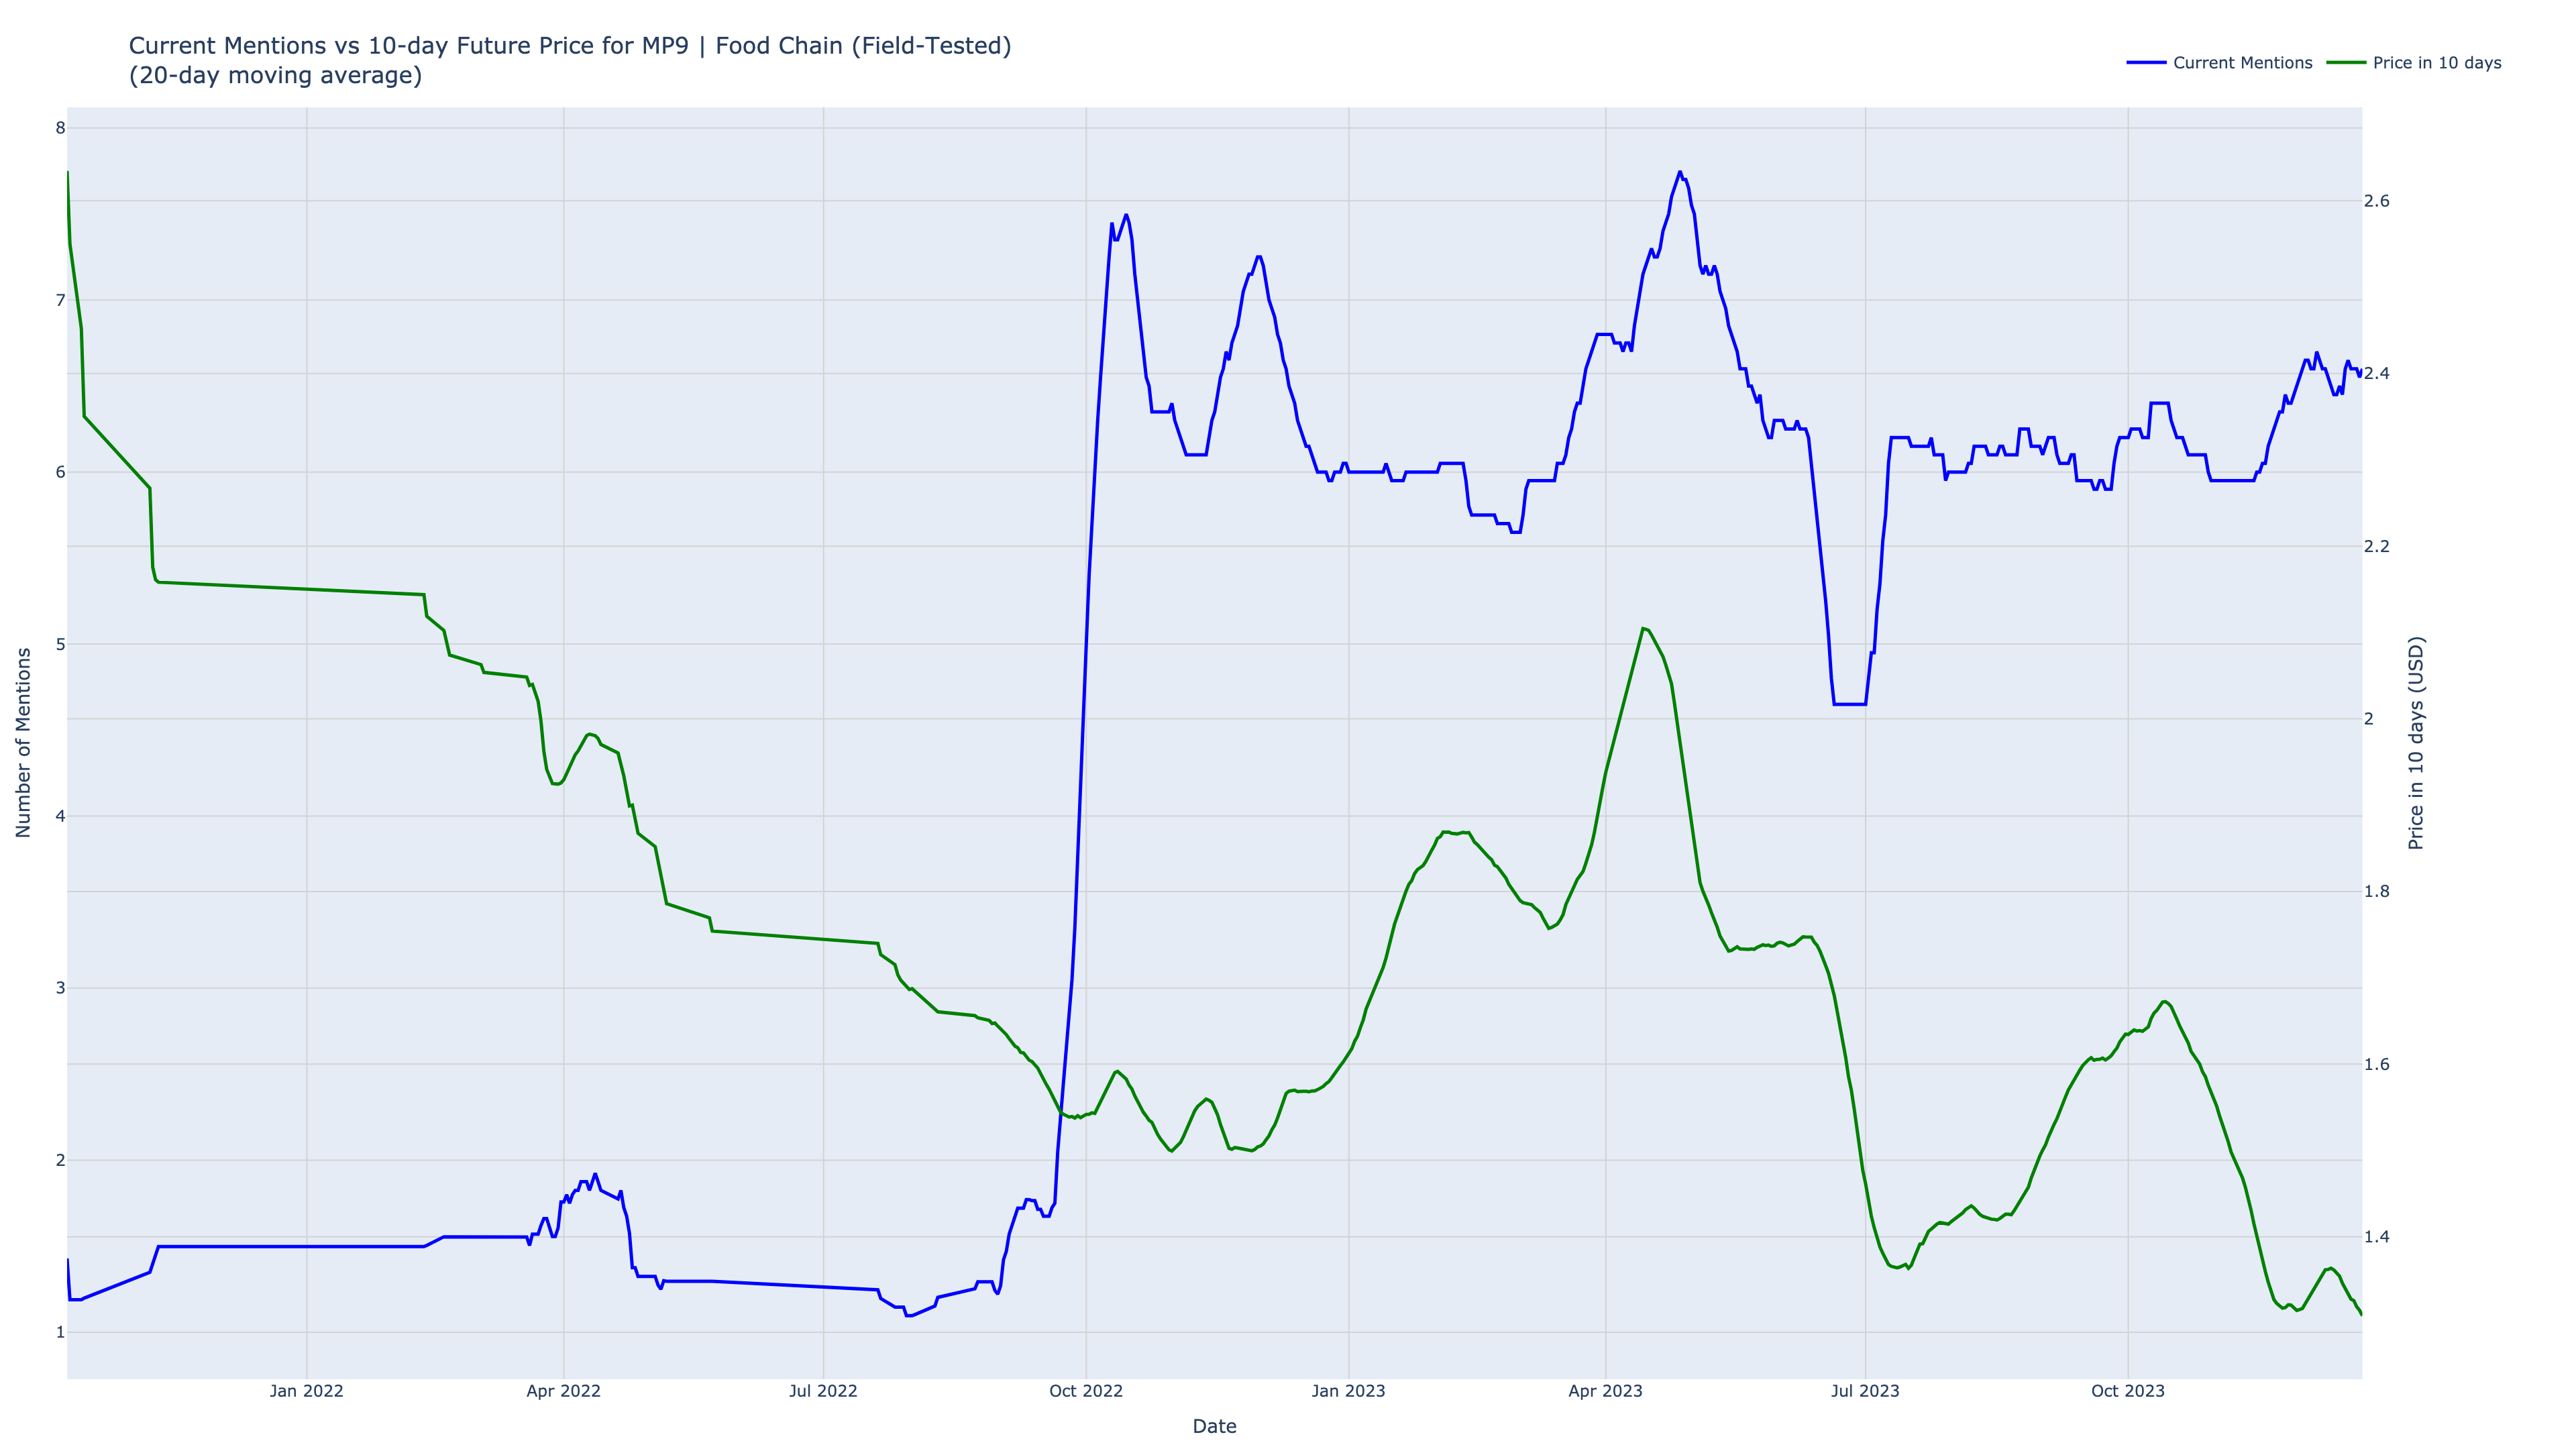 Current Mentions vs 10-day Future Price for MP9 | Food Chain (Field-Tested)
(20-day moving average)
Current Mentions
Price in 10 days
8
7
6
5
4
3
2
1
Number of Mentions
2.6
2.4
2.2
2
1.8
1.6
1.4
Price in 10 days (USD)
Jan 2022
Apr 2022
Jul 2022
Oct 2022
Jan 2023
Apr 2023
Jul 2023
Oct 2023
Date